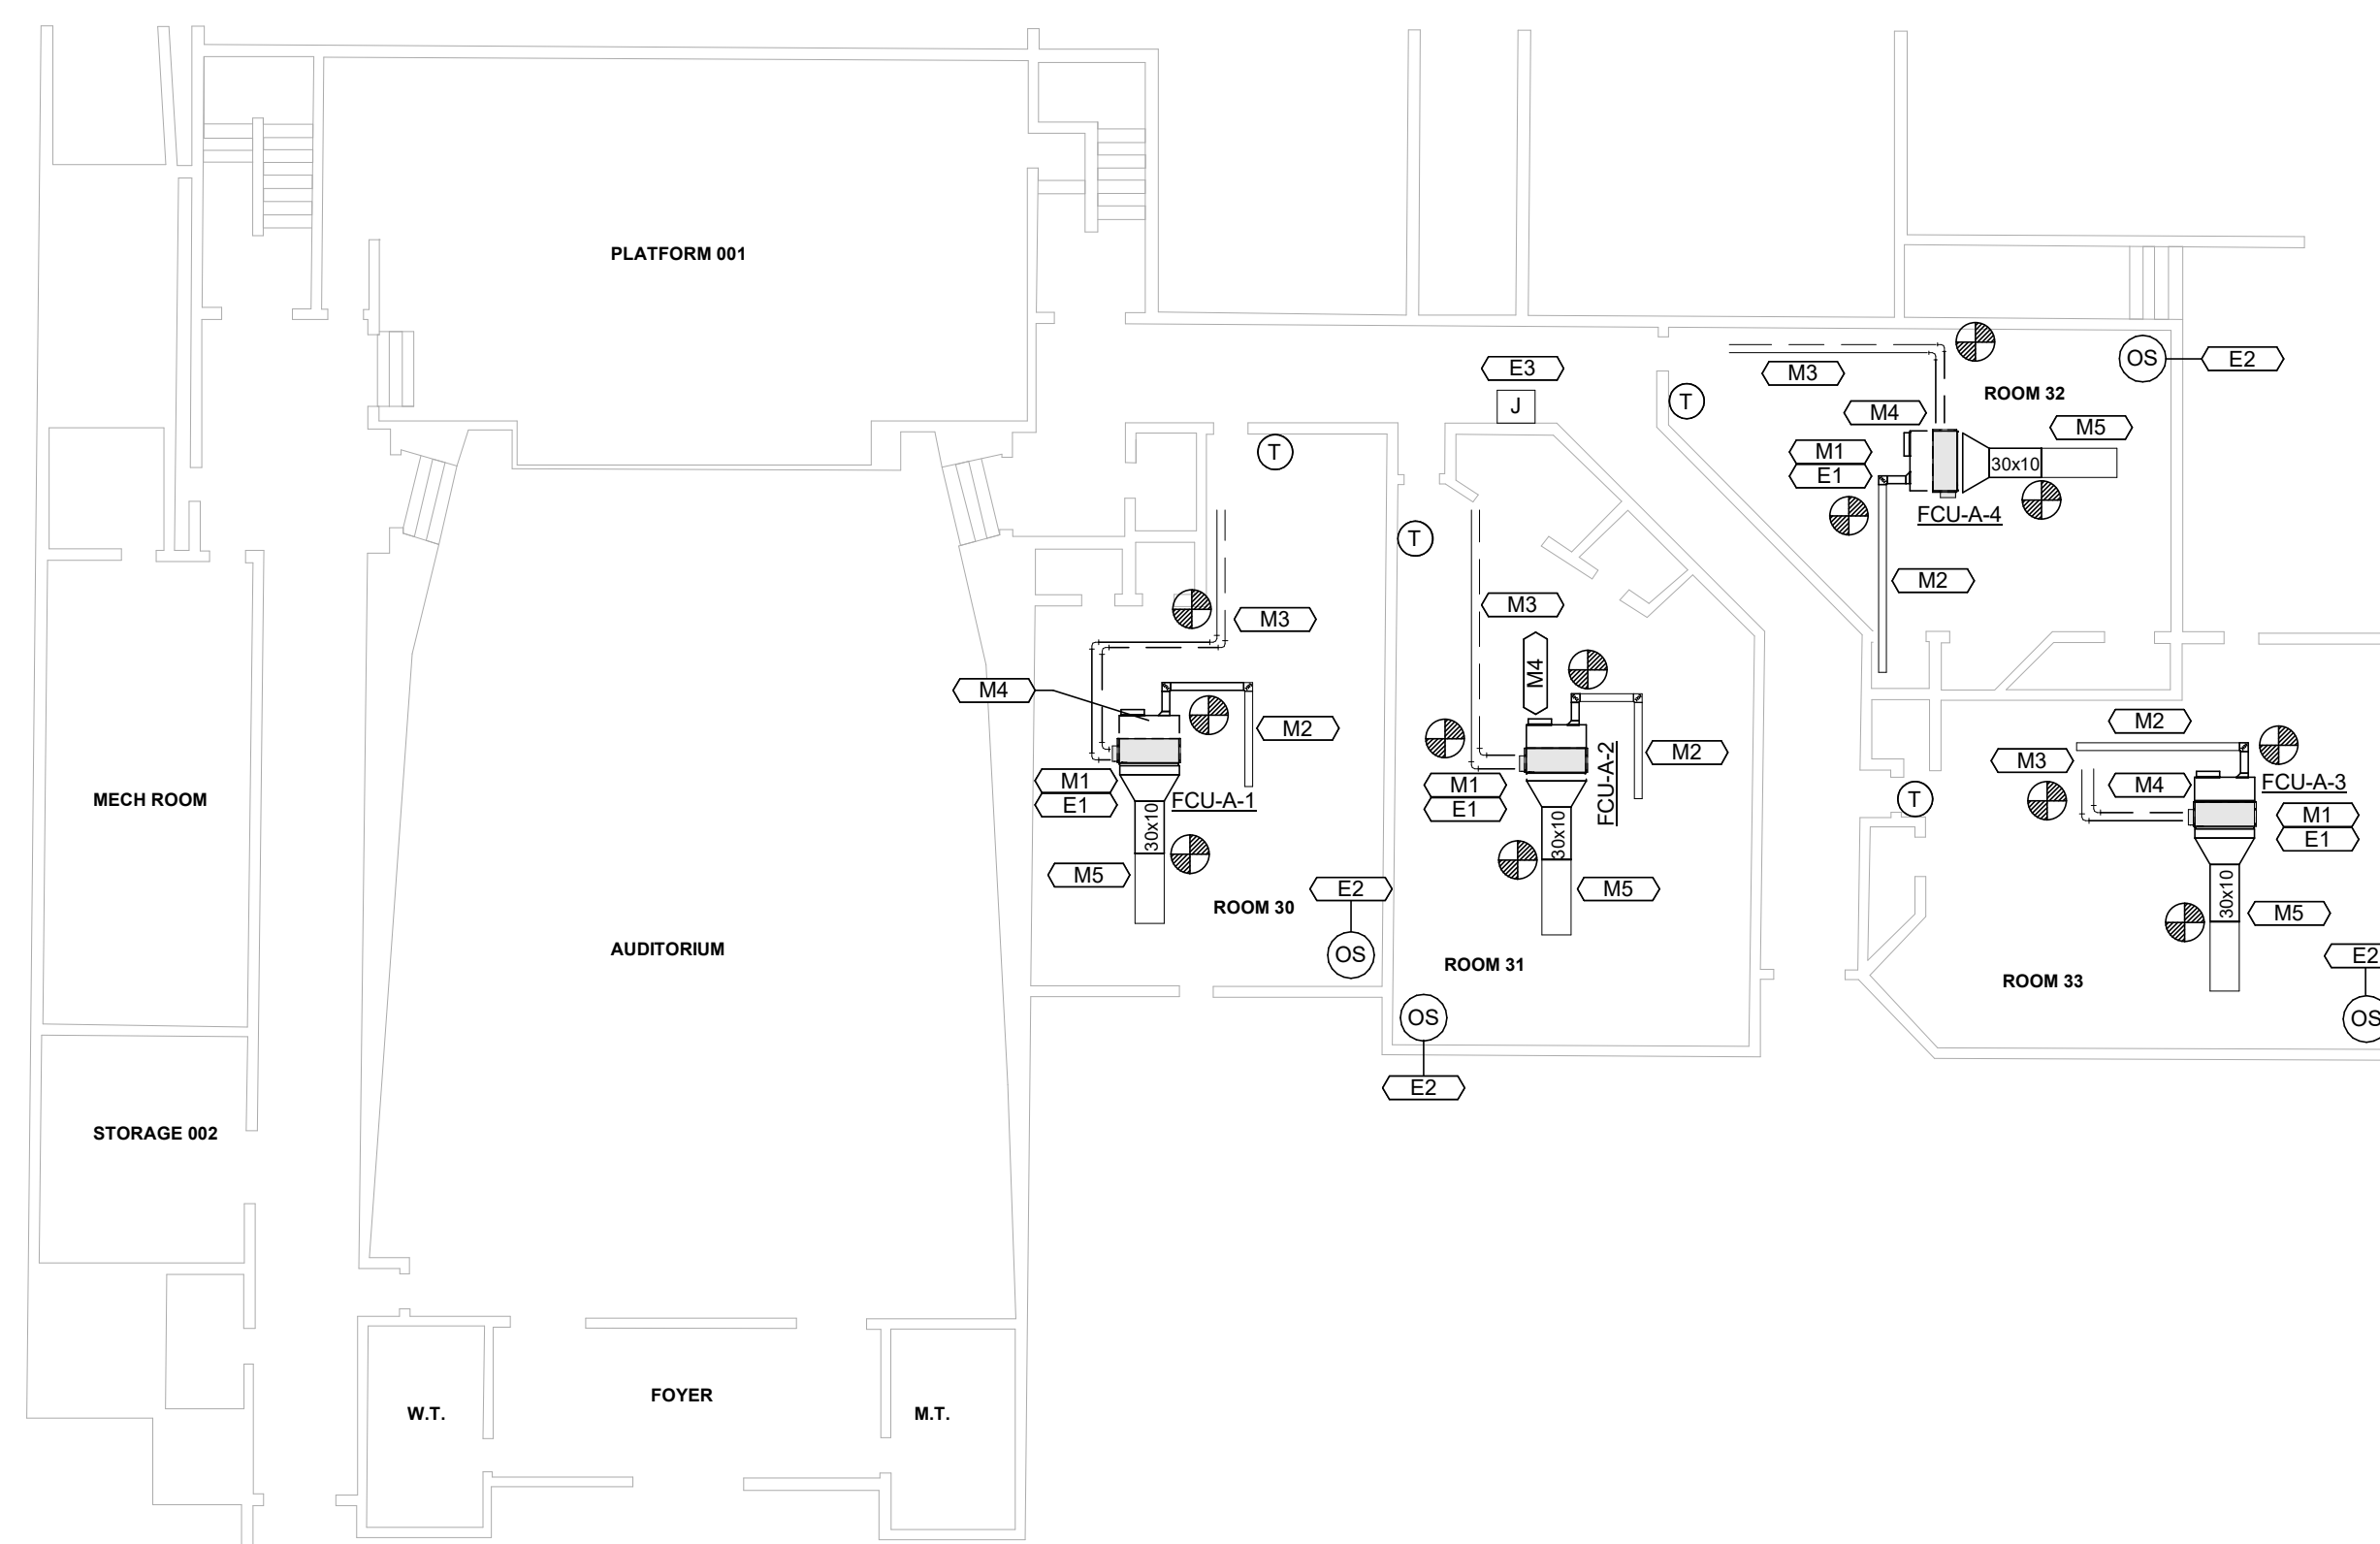 PLATFORM 001
OS
E2
E3
M3
T
ROOM 32
J
M4
M5
T
M1
E1
30x10
FCU-A-4
T
M2
M3
M3
M4
M4
M2
M2
M2
M3
M4
FCU-A-3
M1
E1
T
M1
E1
FCU-A-1
30x10
M5
M1
E1
FCU-A-2
30x10
M5
30x10
M5
MECH ROOM
E2
ROOM 30
OS
AUDITORIUM
ROOM 31
ROOM 33
E2
OS
OS
E2
STORAGE 002
W.T.
FOYER
M.T.